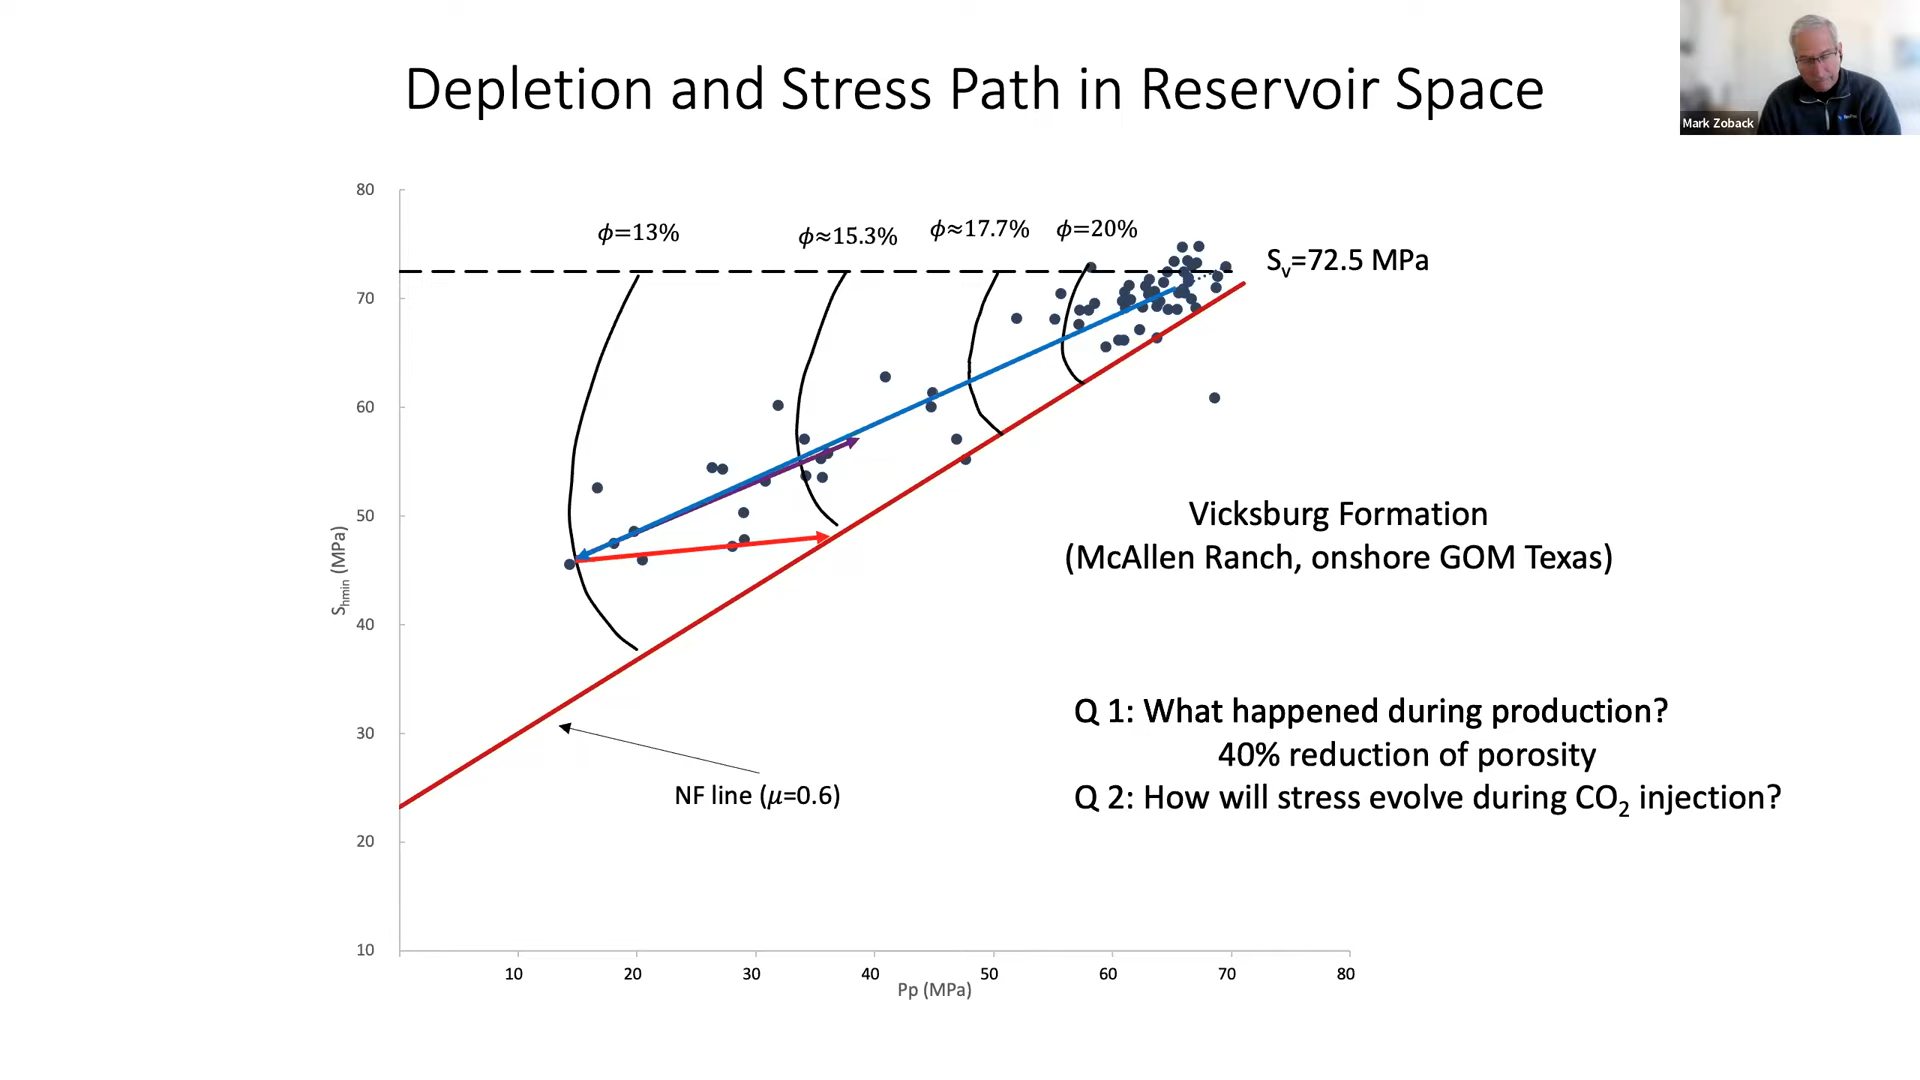 Depletion and Stress Path in Reservoir Space
Mark Zoback
80
70
60
50
40
30
20
10
S_hmin (MPa)
ϕ=13%
ϕ≈15.3%
ϕ≈17.7%
ϕ=20%
S_v=72.5 MPa
Vicksburg Formation
(McAllen Ranch, onshore GOM Texas)
Q 1: What happened during production?
40% reduction of porosity
Q 2: How will stress evolve during CO₂ injection?
NF line (μ=0.6)
10 20 30 40 50 60 70 80
Pp (MPa)